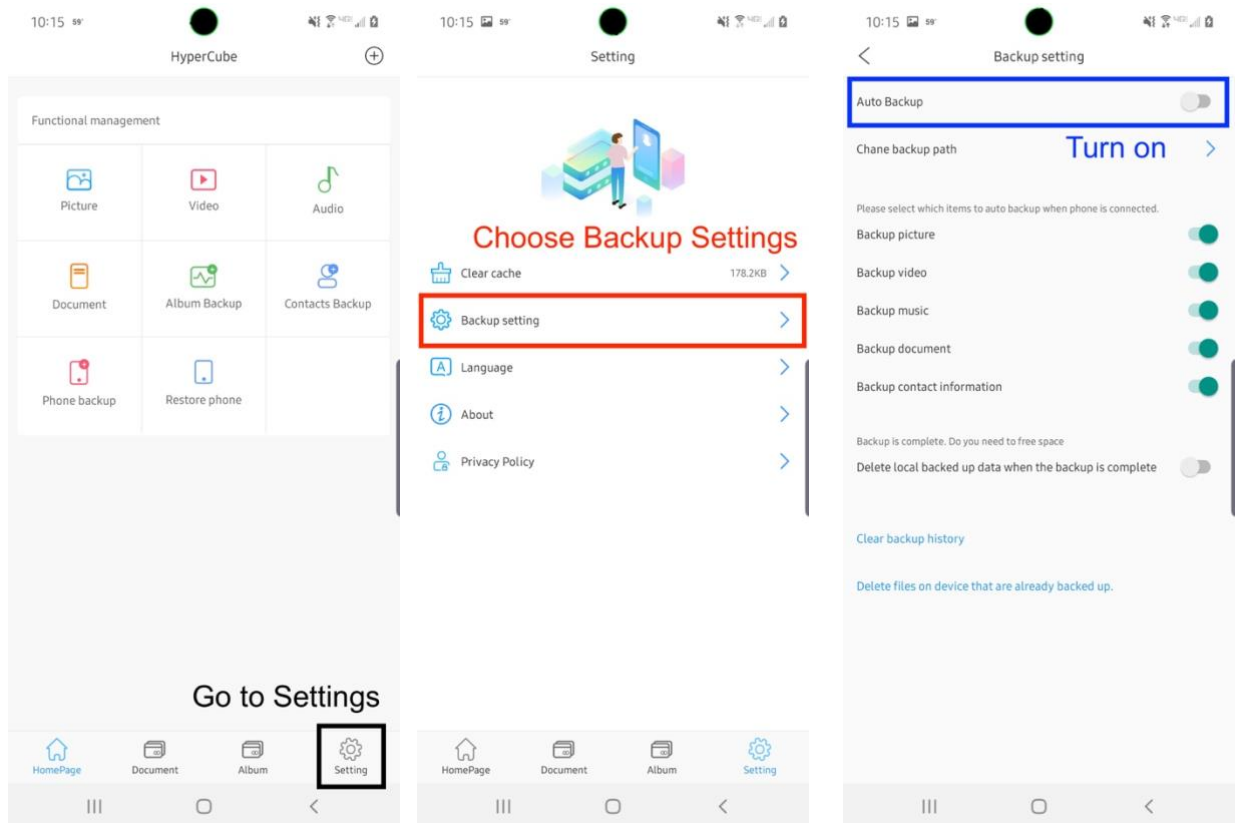 10:15 59°
HyperCube
Functional management
Picture
Video
Audio
Document
Album Backup
Contacts Backup
Phone backup
Restore phone
Go to Settings
HomePage
Document
Album
Setting
10:15 59°
Setting
Choose Backup Settings
Clear cache 178.2KB
Backup setting
A Language
i About
Privacy Policy
HomePage
Document
Album
Setting
10:15 59°
Backup setting
Auto Backup
Turn on
Chane backup path
Please select which items to auto backup when phone is connected.
Backup picture
Backup video
Backup music
Backup document
Backup contact information
Backup is complete. Do you need to free space
Delete local backed up data when the backup is complete
Clear backup history
Delete files on device that are already backed up.